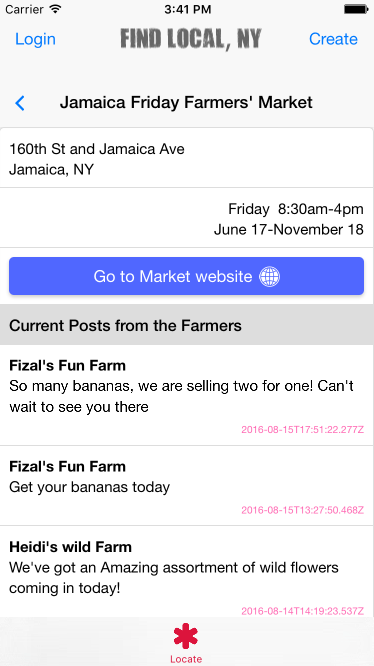 Carrier 3:41 PM
Login FIND LOCAL, NY Create
Jamaica Friday Farmers' Market
160th St and Jamaica Ave
Jamaica, NY
Friday 8:30am-4pm
June 17-November 18
Go to Market website
Current Posts from the Farmers
Fizal's Fun Farm
So many bananas, we are selling two for one! Can't
wait to see you there
2016-08-15T17:51:22.277Z
Fizal's Fun Farm
Get your bananas today
2016-08-15T13:27:50.468Z
Heidi's wild Farm
We've got an Amazing assortment of wild flowers
coming in today!
2016-08-14T14:19:23.537Z
Locate